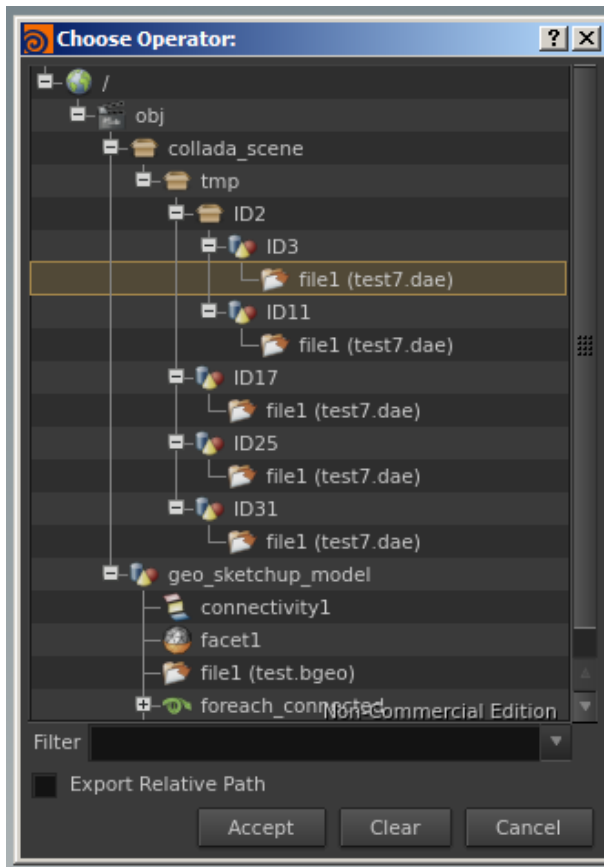 Choose Operator:
/
obj
collada_scene
tmp
ID2
ID3
file1 (test7.dae)
ID11
file1 (test7.dae)
ID17
file1 (test7.dae)
ID25
file1 (test7.dae)
ID31
file1 (test7.dae)
geo_sketchup_model
connectivity1
facet1
file1 (test.bgeo)
foreach_connected
Non-Commercial Edition
Filter
Export Relative Path
Accept Clear Cancel